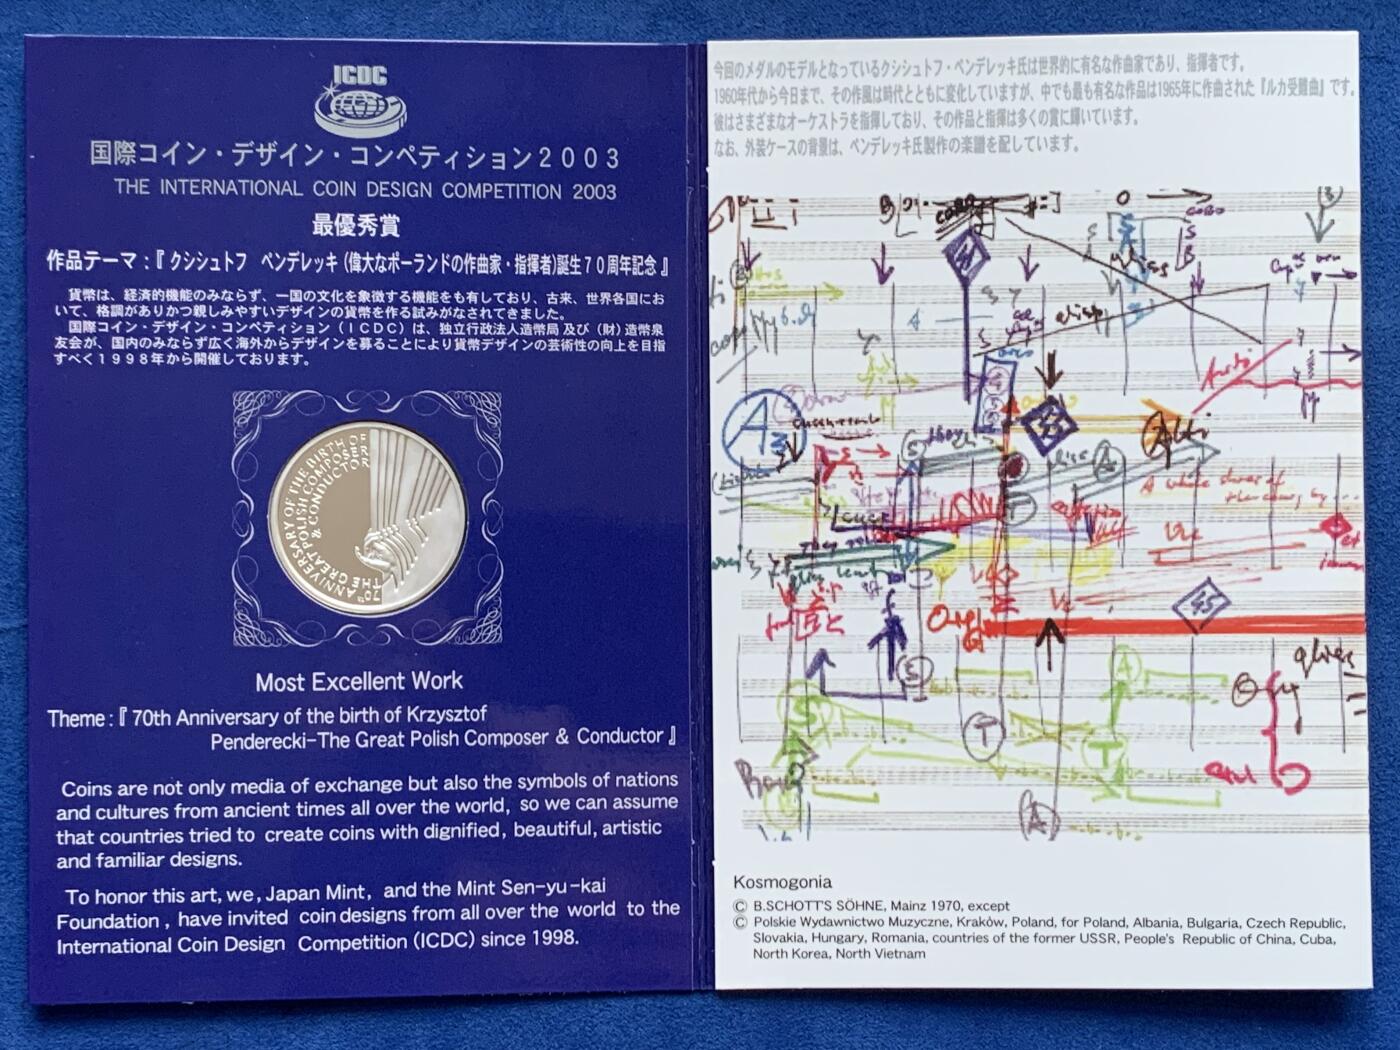 ICDC
国際コイン・デザイン・コンペティション2003
THE INTERNATIONAL COIN DESIGN COMPETITION 2003
最優秀賞
作品テーマ：『クシシュトフ ペンデレッキ(偉大なポーランドの作曲家・指揮者)誕生70周年記念』
貨幣は、経済的機能のみならず、一国の文化を象徴する機能をも有しており、古来、世界各国にお
いて、格調がありかつ親しみやすいデザインの貨幣を作る試みがなされてきました。
国際コイン・デザイン・コンペティション(ICDC)は、独立行政法人造幣局 及び(財)造幣泉
友会が、国内のみならず広く海外からデザインを募ることにより貨幣デザインの芸術性の向上を目指
すべく1998年から開催しております。
70th ANNIVERSARY OF THE BIRTH OF
THE GREAT POLISH COMPOSER
& CONDUCTOR
Most Excellent Work
Theme :『 70th Anniversary of the birth of Krzysztof
Penderecki-The Great Polish Composer & Conductor 』
Coins are not only media of exchange but also the symbols of nations
and cultures from ancient times all over the world, so we can assume
that countries tried to create coins with dignified, beautiful, artistic
and familiar designs.
To honor this art, we, Japan Mint, and the Mint Sen-yu-kai
Foundation, have invited coin designs from all over the world to the
International Coin Design Competition (ICDC) since 1998.
今回のメダルのモデルとなっているクシシュトフ・ペンデレッキ氏は世界的に有名な作曲家であり、指揮者です。
1960年代から今日まで、その作風は時代とともに変化していますが、中でも最も有名な作品は1965年に作曲された『ルカ受難曲』です。
彼はさまざまなオーケストラを指揮しており、その作品と指揮は多くの賞に輝いています。
なお、外装ケースの背景は、ペンデレッキ氏製作の楽譜を配しています。
Kosmogonia
© B.SCHOTT'S SÖHNE, Mainz 1970, except
© Polskie Wydawnictwo Muzyczne, Kraków, Poland, for Poland, Albania, Bulgaria, Czech Republic,
Slovakia, Hungary, Romania, countries of the former USSR, People's Republic of China, Cuba,
North Korea, North Vietnam